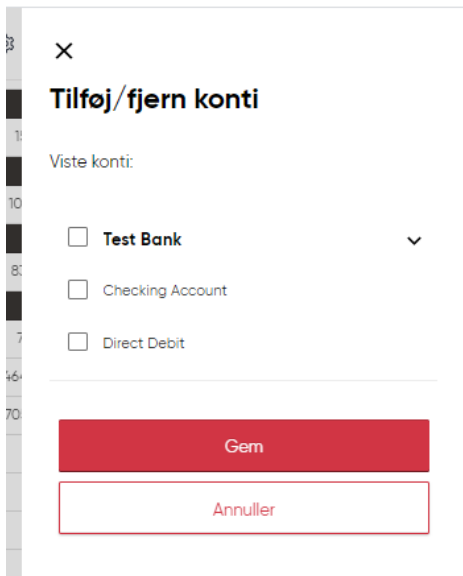 Tilføj/fjern konti
Viste konti:
Test Bank
Checking Account
Direct Debit
Gem
Annuller